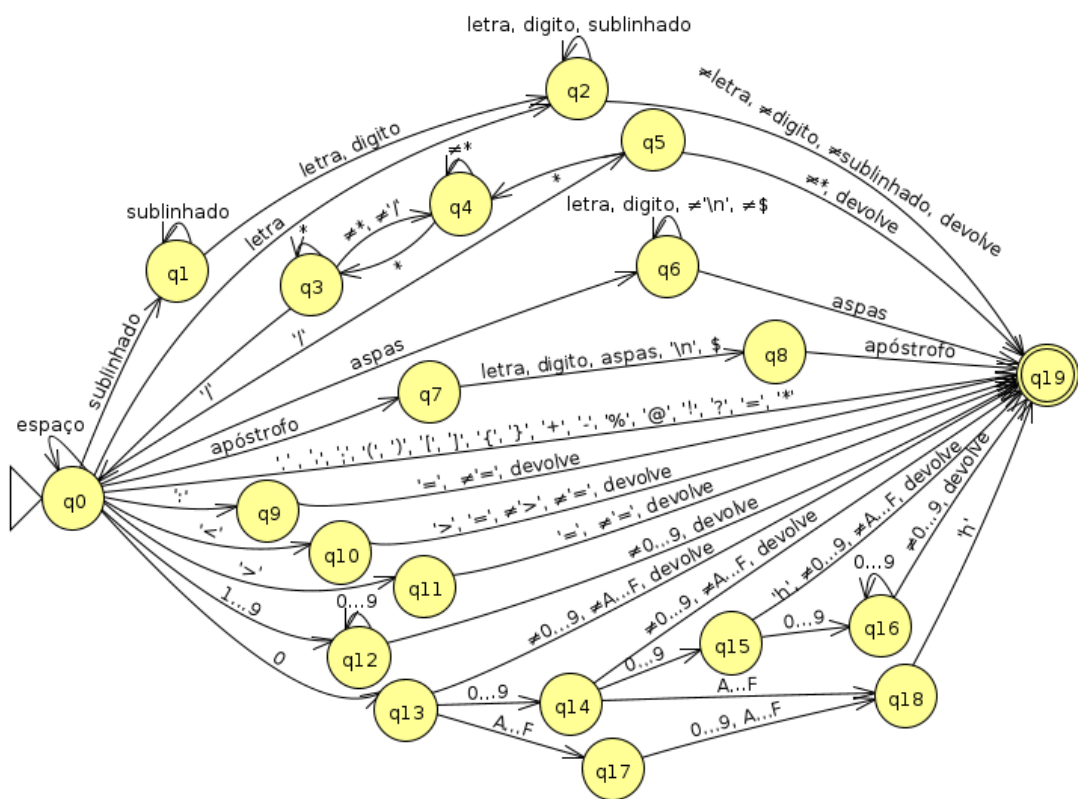 letra, digito, sublinhado
q2
≠letra, ≠digito, ≠sublinhado, devolve
letra, digito
q5
≠*, devolve
≠*
*
q4
sublinhado
letra
≠*, ≠'/'
*
*
q1
q3
letra, digito, ≠'\n', ≠$
q6
aspas
sublinhado
'/'
'/'
aspas
q7
letra, digito, aspas, '\n', $
q8
apóstrofo
q19
espaço
apóstrofo
q0
':'
q9
'=', ≠'=', devolve
'<'
q10
'>', '=', ≠'>', ≠'=', devolve
'>'
q11
'=', ≠'=', devolve
1...9
0...9
q12
≠0...9, devolve
0
q13
≠0...9, ≠A...F, devolve
0...9
q14
≠0...9, ≠A...F, devolve
0...9
q15
'h', ≠0...9, ≠A...F, devolve
0...9
0...9
q16
≠0...9, devolve
A...F
q17
A...F
0...9, A...F
q18
'h'